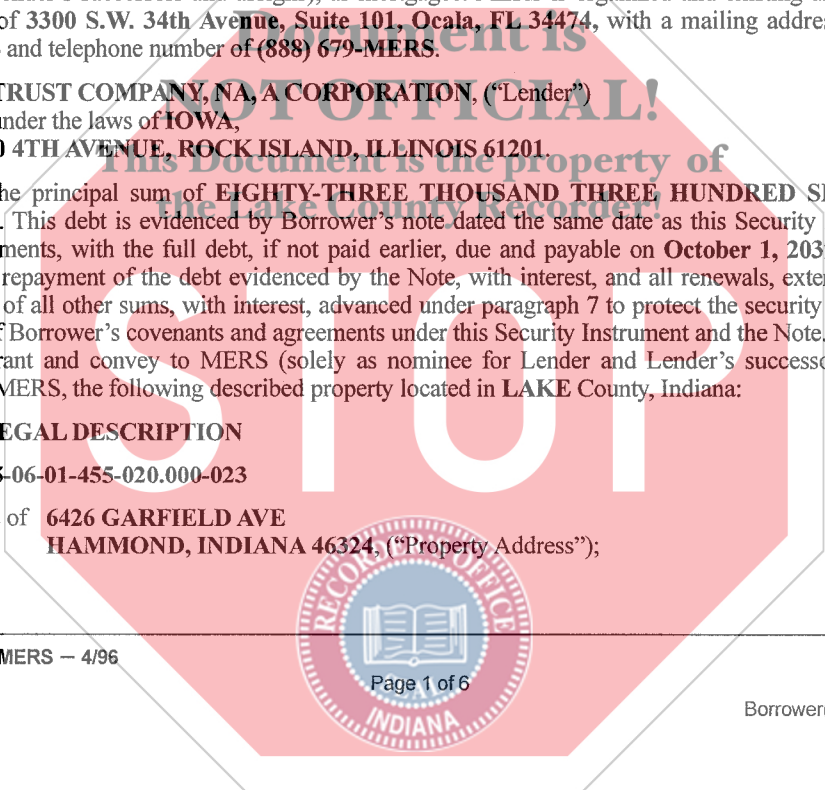 of 3300 S.W. 34th Avenue, Suite 101, Ocala, FL 34474, with a mailing addre
and telephone number of (888) 679-MERS.
Document is
NOT OFFICIAL!
This Document is the property of
the Lake County Recorder!
TRUST COMPANY, NA, A CORPORATION, (“Lender”)
under the laws of IOWA,
4TH AVENUE, ROCK ISLAND, ILLINOIS 61201.
he principal sum of EIGHTY-THREE THOUSAND THREE HUNDRED
. This debt is evidenced by Borrower’s note dated the same date as this Security
ments, with the full debt, if not paid earlier, due and payable on October 1, 203
repayment of the debt evidenced by the Note, with interest, and all renewals, exte
of all other sums, with interest, advanced under paragraph 7 to protect the security
f Borrower’s covenants and agreements under this Security Instrument and the Note.
rant and convey to MERS (solely as nominee for Lender and Lender’s successo
MERS, the following described property located in LAKE County, Indiana:
EGAL DESCRIPTION
-06-01-455-020.000-023
of 6426 GARFIELD AVE
HAMMOND, INDIANA 46324, (“Property Address”);
STOP
RECORDER'S OFFICE
SEAL
INDIANA
MERS – 4/96
Page 1 of 6
Borrower